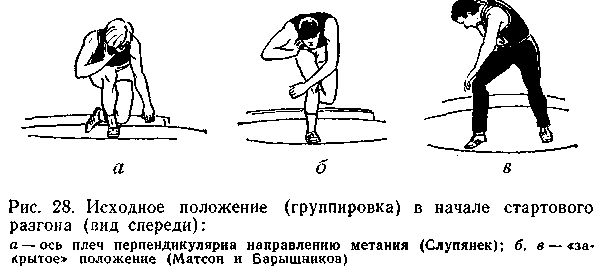 а
б
в
Рис. 28. Исходное положение (группировка) в начале стартового
разгона (вид спереди):
а — ось плеч перпендикулярна направлению метания (Слупянек); б, в — «за-
крытое» положение (Матсон и Барышников)